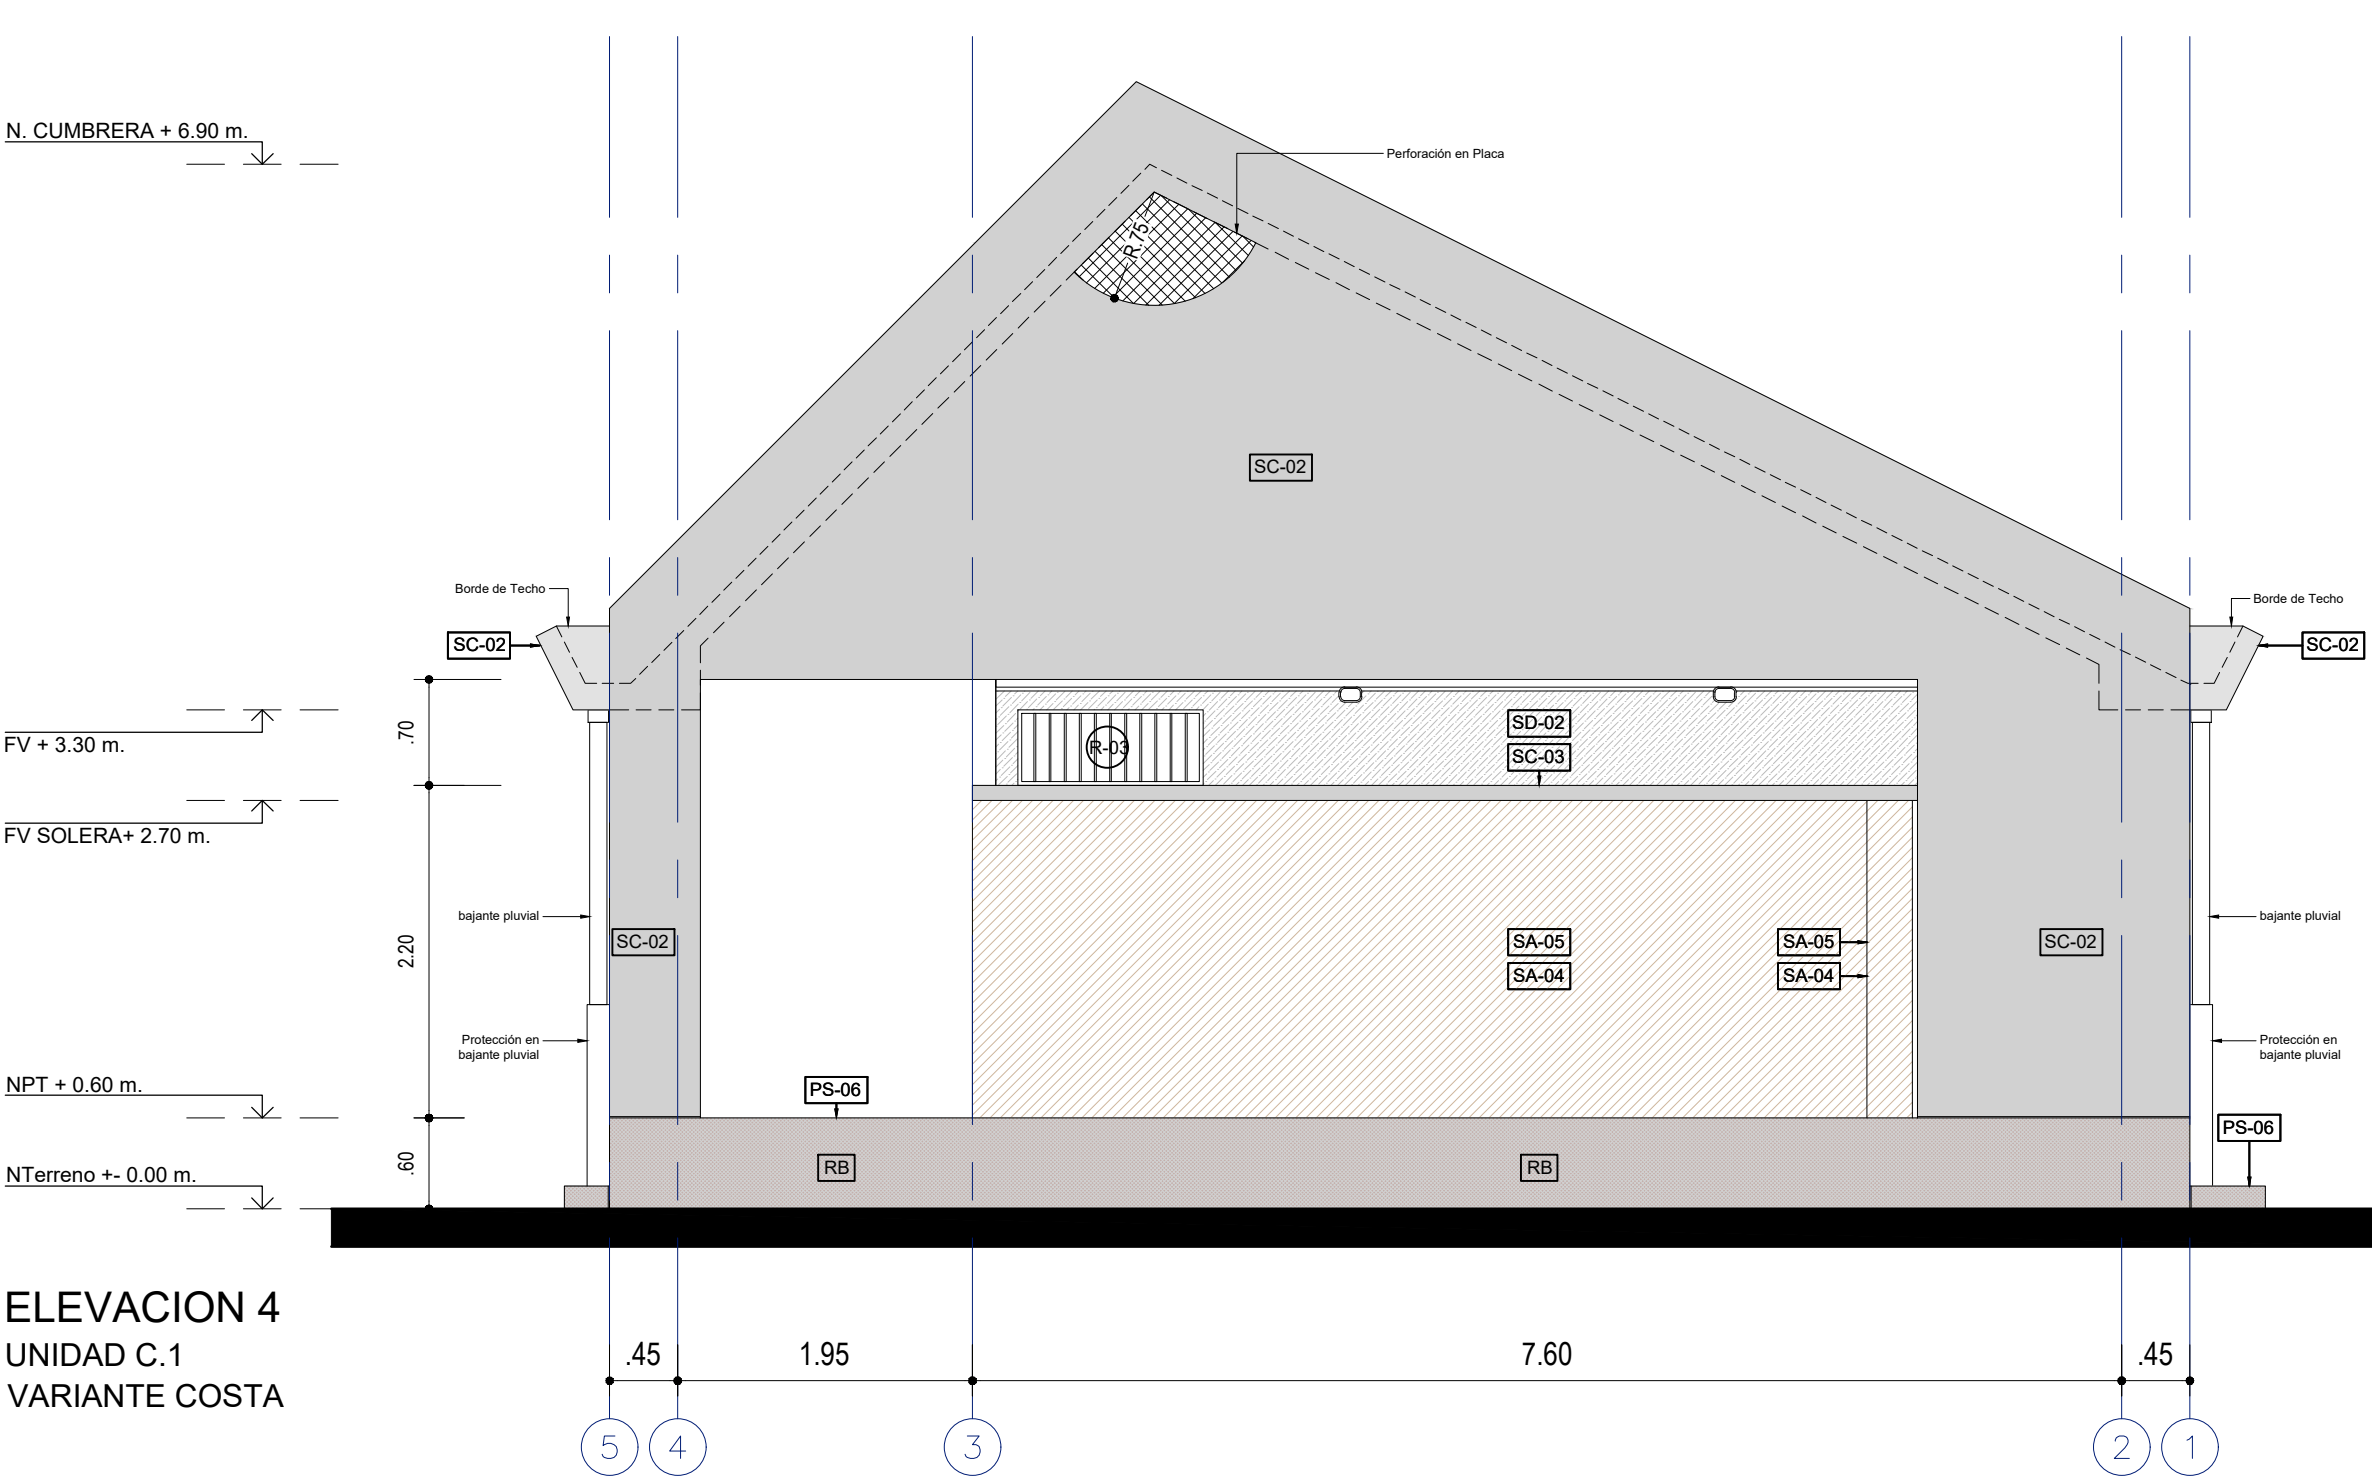 N. CUMBRERA + 6.90 m.
Perforación en Placa
R.75
SC-02
Borde de Techo
Borde de Techo
SC-02
SC-02
.70
SD-02
R-03
SC-03
FV + 3.30 m.
FV SOLERA+ 2.70 m.
bajante pluvial
bajante pluvial
2.20
SC-02
SA-05
SA-05
SC-02
SA-04
SA-04
Protección en
bajante pluvial
Protección en
bajante pluvial
NPT + 0.60 m.
PS-06
PS-06
.60
RB
RB
NTerreno +- 0.00 m.
ELEVACION 4
UNIDAD C.1
VARIANTE COSTA
.45
1.95
7.60
.45
5
4
3
2
1